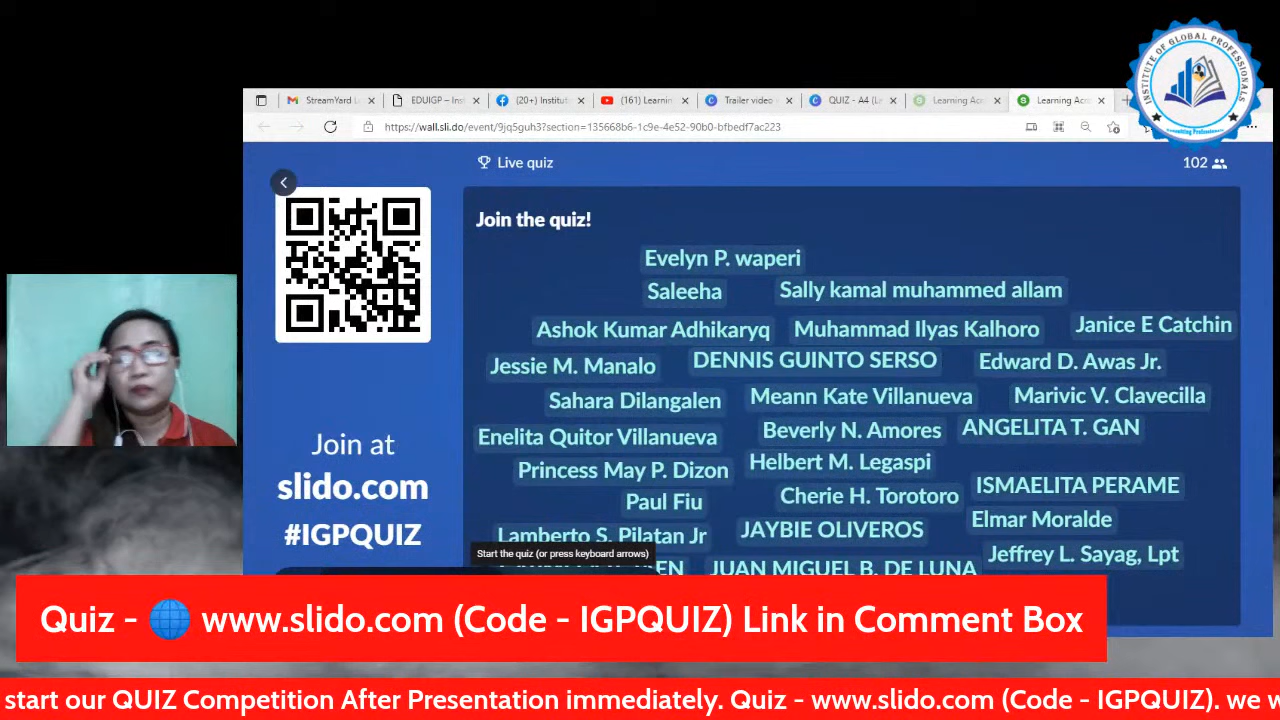 INSTITUTE OF GLOBAL PROFESSIONALS
StreamYard
EDUIGP – Inst
(20+) Institut
(161) Learnin
Trailer video -
QUIZ - A4 (L
Learning Ac
Learning Acr
https://wall.sli.do/event/9jq5guh3?section=135668b6-1c9e-4e52-90b0-bfbedf7ac223
Live quiz
102
Join the quiz!
Evelyn P. waperi
Saleeha
Sally kamal muhammed allam
Ashok Kumar Adhikaryq
Muhammad Ilyas Kalhoro
Janice E Catchin
Jessie M. Manalo
DENNIS GUINTO SERSO
Edward D. Awas Jr.
Sahara Dilangalen
Meann Kate Villanueva
Marivic V. Clavecilla
Enelita Quitor Villanueva
Beverly N. Amores
ANGELITA T. GAN
Princess May P. Dizon
Helbert M. Legaspi
ISMAELITA PERAME
Paul Fiu
Cherie H. Torotoro
Elmar Moralde
Lamberto S. Pilatan Jr
JAYBIE OLIVEROS
Jeffrey L. Sayag, Lpt
Start the quiz (or press keyboard arrows)
JUAN MIGUEL B. DE LUNA
Join at
slido.com
#IGPQUIZ
Quiz - www.slido.com (Code - IGPQUIZ) Link in Comment Box
start our QUIZ Competition After Presentation immediately. Quiz - www.slido.com (Code - IGPQUIZ). we w